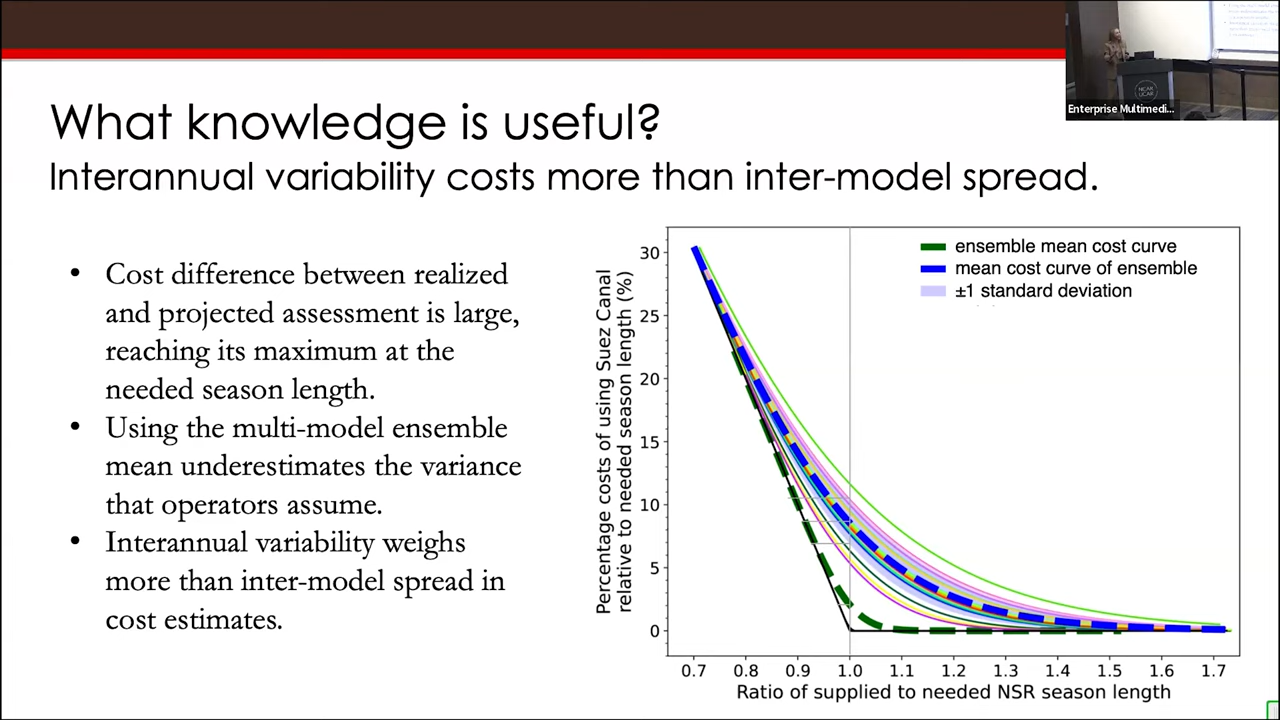 What knowledge is useful?
Interannual variability costs more than inter-model spread.
• Cost difference between realized
and projected assessment is large,
reaching its maximum at the
needed season length.
• Using the multi-model ensemble
mean underestimates the variance
that operators assume.
• Interannual variability weighs
more than inter-model spread in
cost estimates.
Percentage costs of using Suez Canal
relative to needed season length (%)
30
25
20
15
10
5
0
ensemble mean cost curve
mean cost curve of ensemble
±1 standard deviation
0.7 0.8 0.9 1.0 1.1 1.2 1.3 1.4 1.5 1.6 1.7
Ratio of supplied to needed NSR season length
NCAR
UCAR
Enterprise Multimedi...